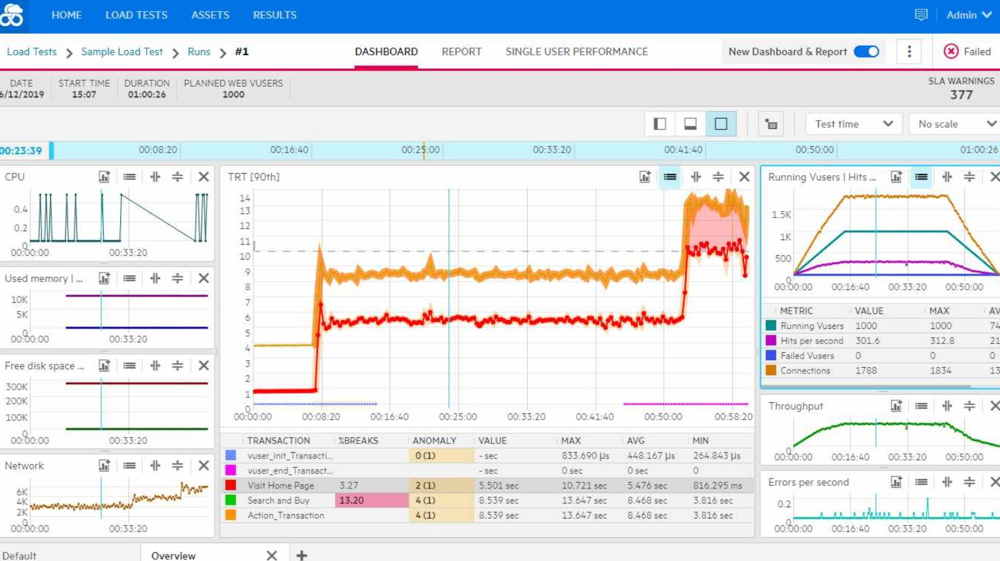 HOME LOAD TESTS ASSETS RESULTS Admin
Load Tests Sample Load Test Runs #1 DASHBOARD REPORT SINGLE USER PERFORMANCE New Dashboard & Report Failed
DATE START TIME DURATION PLANNED WEB VUSERS SLA WARNINGS
6/12/2019 15:07 01:00:26 1000 377
Test time No scale
00:23:39 00:08:20 00:16:40 00:25:00 00:33:20 00:41:40 00:50:00 01:00:26
CPU
0.4
0.2
0
00:00:00 00:33:20
Used memory | ...
10K
5K
0
00:00:00 00:33:20
Free disk space ...
300K
200K
100K
0
00:00:00 00:33:20
Network
6K
4K
2K
0
00:00:00 00:33:20
TRT [90th]
14
13
12
11
10
9
8
7
6
5
4
3
2
1
0
00:00:00 00:08:20 00:16:40 00:25:00 00:33:20 00:41:40 00:50:00 00:58:20
TRANSACTION %BREAKS ANOMALY VALUE MAX AVG MIN
vuser_init_Transacti... 0 (1) - sec 833.690 µs 448.167 µs 264.843 µs
vuser_end_Transact... - sec 0 sec 0 sec 0
Visit Home Page 3.27 2 (1) 5.501 sec 10.721 sec 5.476 sec 816.295 ms
Search and Buy 13.20 4 (1) 8.539 sec 13.647 sec 8.468 sec 3.816 sec
Action_Transaction 4 (1) 8.539 sec 13.647 sec 8.468 sec 3.816 sec
Running Vusers | Hits ...
1.5K
1K
500
0
00:00:00 00:16:40 00:33:20 00:50:00
METRIC VALUE MAX AV
Running Vusers 1000 1000 74
Hits per second 301.6 312.8 21
Failed Vusers 0 0 0
Connections 1788 1834 13
Throughput
0
00:00:00 00:16:40 00:33:20 00:50:00
Errors per second
0.2
0
00:00:00 00:16:40 00:33:20 00:50:00
Default Overview